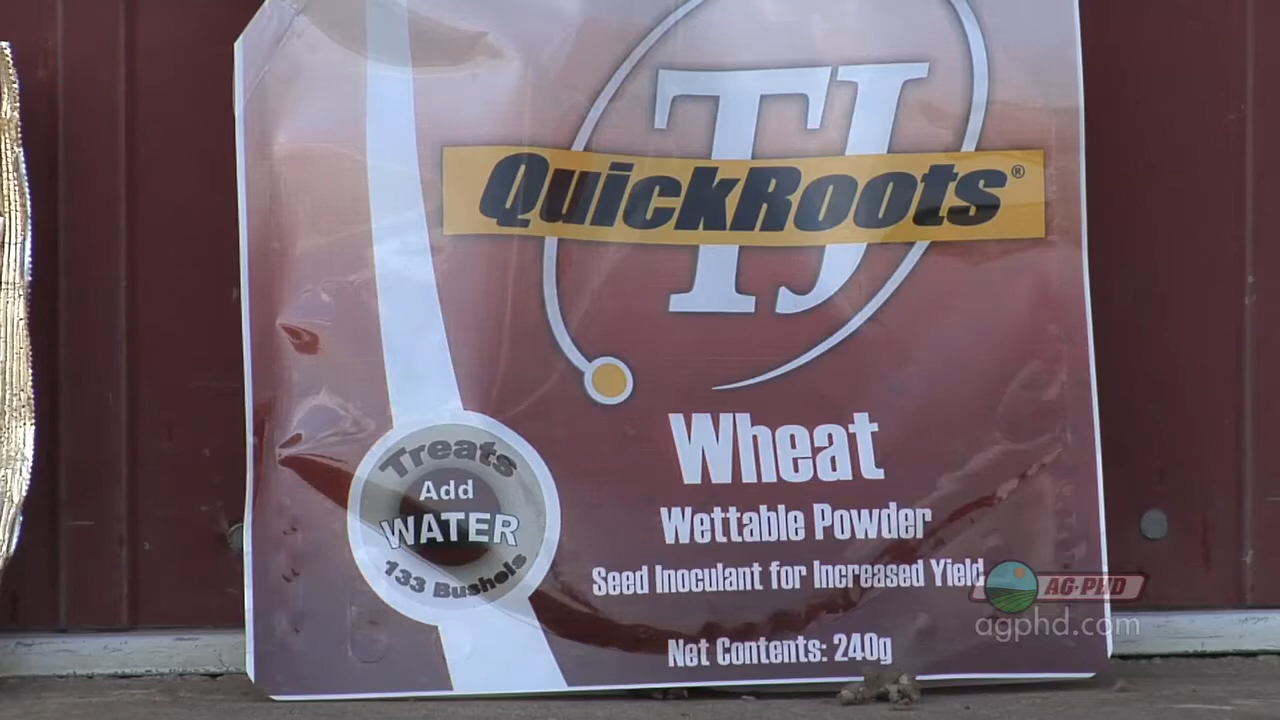 TJ
QuickRoots®
Wheat
Wettable Powder
Seed Inoculant for Increased Yield
Net Contents: 240g
Treats
Add
WATER
133 Bushels
AG·PHD
agphd.com